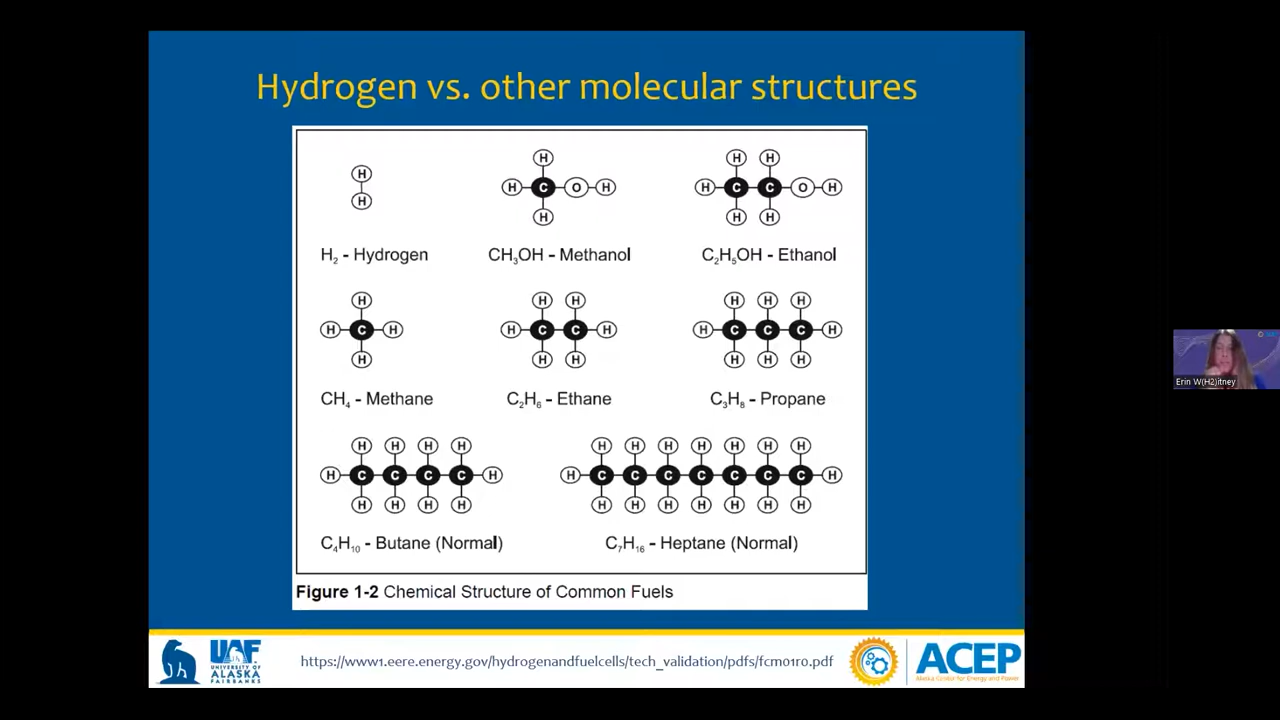 Hydrogen vs. other molecular structures
H
H
H
H C O H
H
H H
H C C O H
H H
H₂ - Hydrogen
CH₃OH - Methanol
C₂H₅OH - Ethanol
H
H C H
H
H H
H C C H
H H
H H H
H C C C H
H H H
CH₄ - Methane
C₂H₆ - Ethane
C₃H₈ - Propane
H H H H
H C C C C H
H H H H
H H H H H H H
H C C C C C C C H
H H H H H H H
C₄H₁₀ - Butane (Normal)
C₇H₁₆ - Heptane (Normal)
Figure 1-2 Chemical Structure of Common Fuels
Erin W(H2)itney
UAF
UNIVERSITY OF
ALASKA
FAIRBANKS
https://www1.eere.energy.gov/hydrogenandfuelcells/tech_validation/pdfs/fcm01r0.pdf
ACEP
Alaska Center for Energy and Power